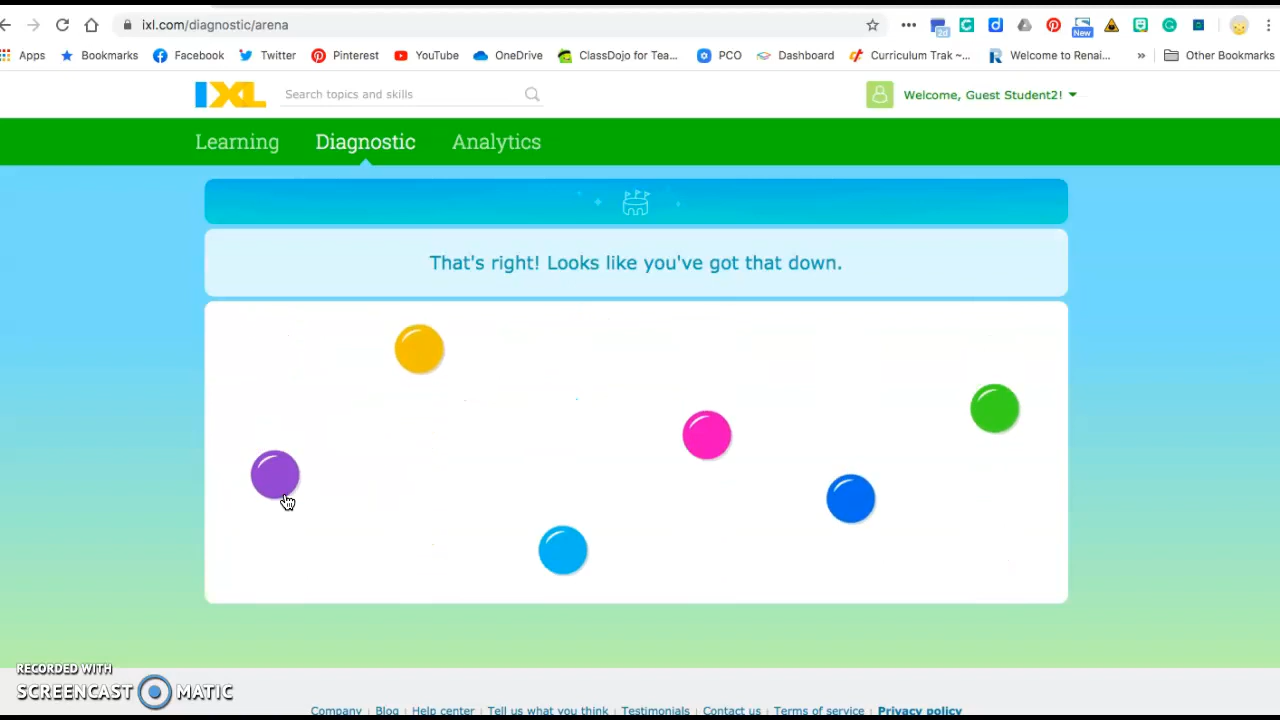 ixl.com/diagnostic/arena
2d
New
Apps Bookmarks Facebook Twitter Pinterest YouTube OneDrive ClassDojo for Tea... PCO Dashboard Curriculum Trak ~... Welcome to Renai... » Other Bookmarks
IXL Search topics and skills Welcome, Guest Student2!
Learning Diagnostic Analytics
That's right! Looks like you've got that down.
RECORDED WITH
SCREENCAST MATIC
Company Blog Help center Tell us what you think Testimonials Contact us Terms of service Privacy policy